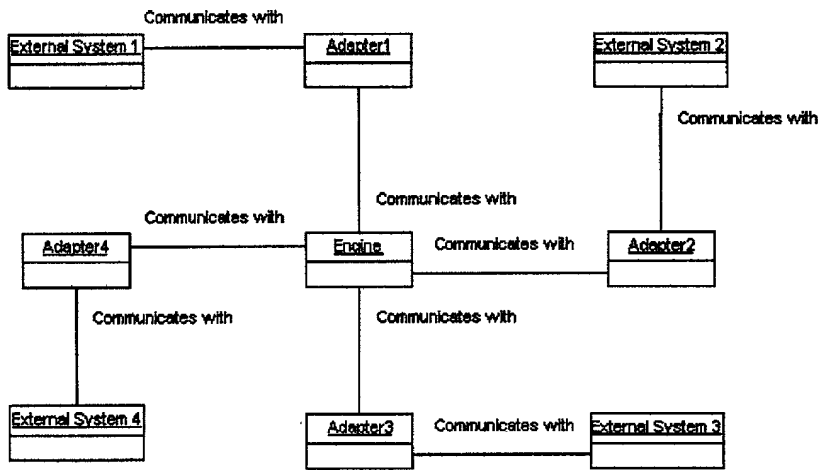 Communicates with
External System 1
Adapter1
External System 2
Communicates with
Communicates with
Communicates with
Adapter4
Engine
Communicates with
Adapter2
Communicates with
Communicates with
External System 4
Adapter3
Communicates with
External System 3